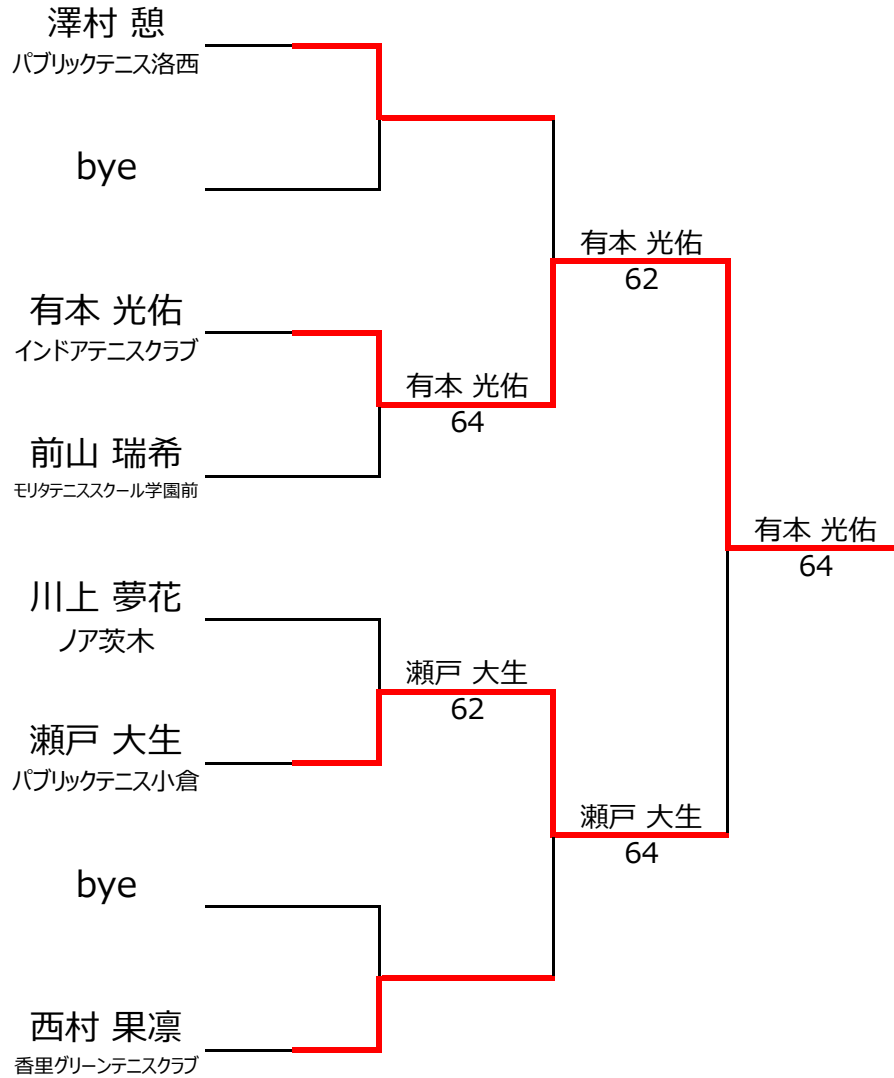 澤村 憩
パブリックテニス洛西
bye
有本 光佑
インドアテニスクラブ
前山 瑞希
モリタテニススクール学園前
川上 夢花
ノア茨木
瀬戸 大生
パブリックテニス小倉
bye
西村 果凛
香里グリーンテニスクラブ
有本 光佑
64
瀬戸 大生
62
有本 光佑
62
瀬戸 大生
64
有本 光佑
64